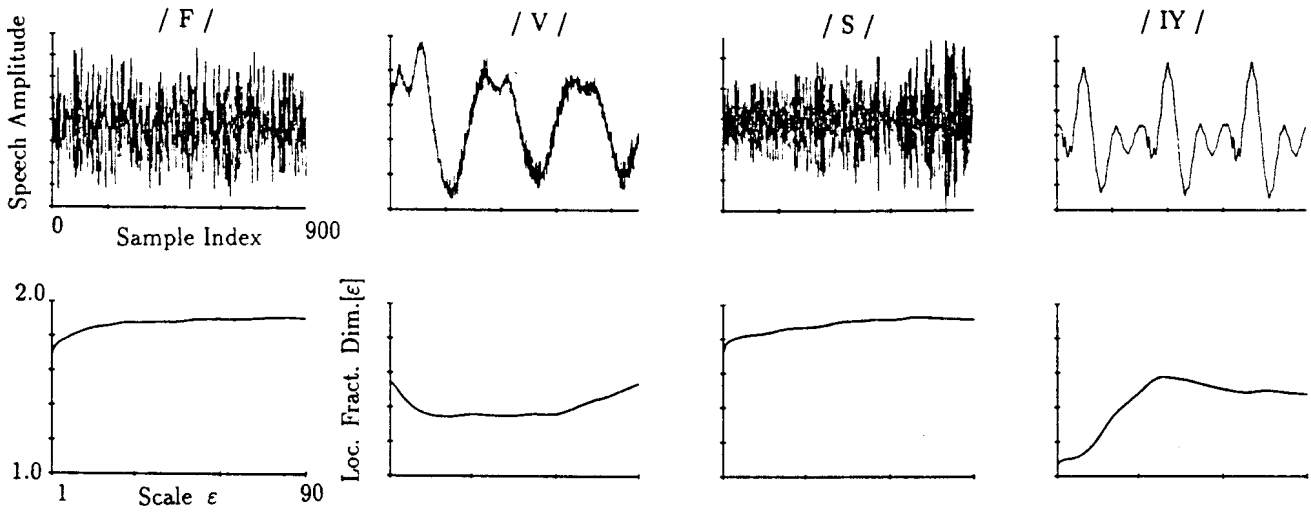 / F /
/ V /
/ S /
/ IY /
Speech Amplitude
0
Sample Index
900
2.0
1.0
1
Scale ε
90
Loc. Fract. Dim.[ε]